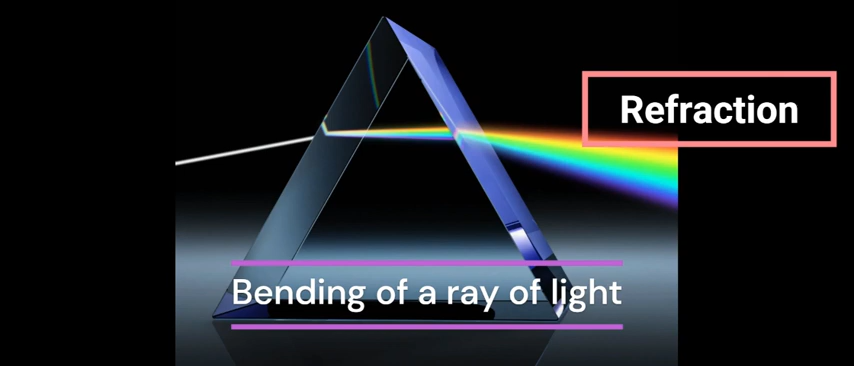 Refraction
Bending of a ray of light